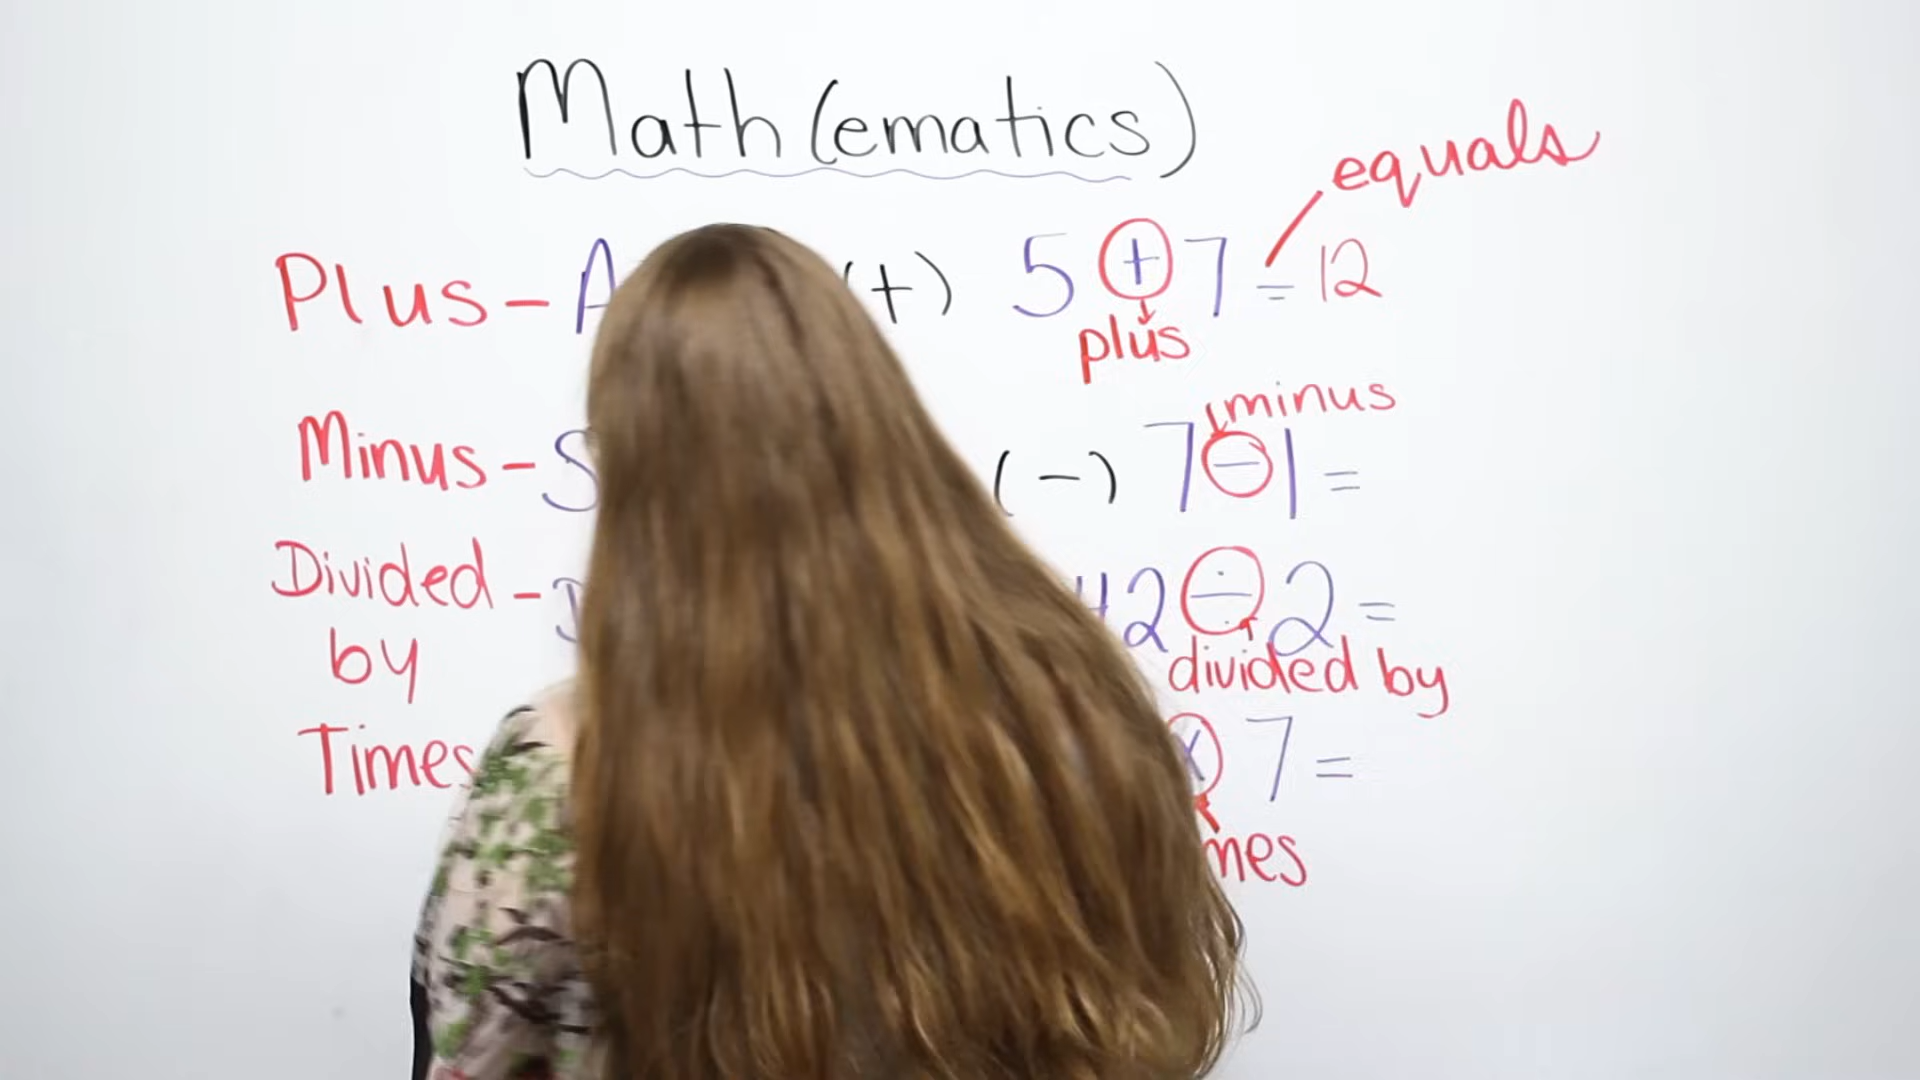 Math(ematics)
equals
Plus - A (+) 5 + 7 = 12
plus
minus
Minus - S (-) 7 - 1 =
Divided - 42 ÷ 2 =
by
divided by
Times x 7 =
mes